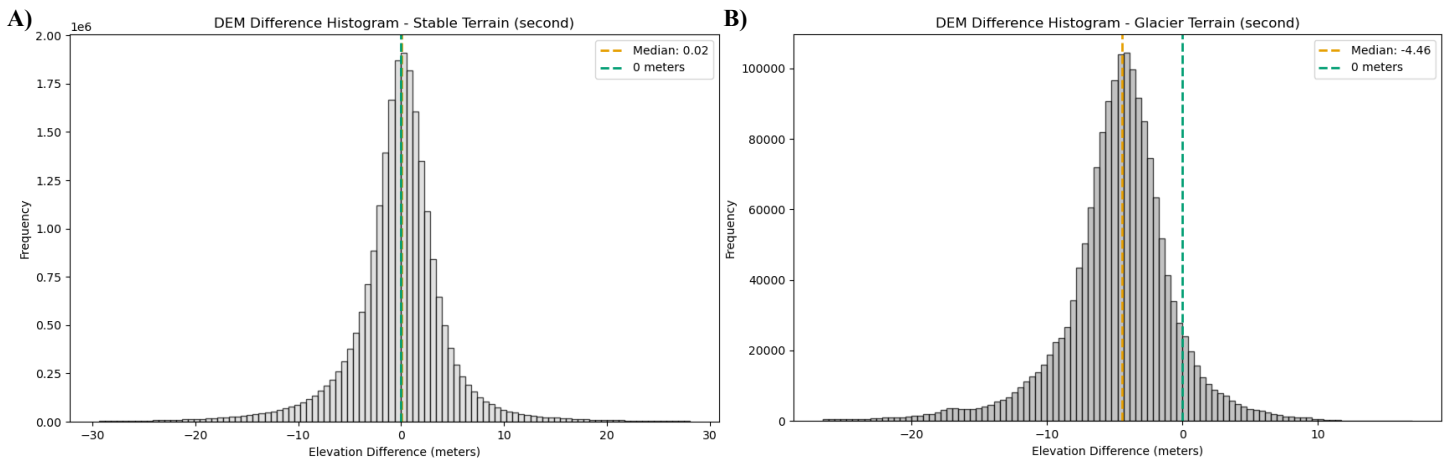 A)
DEM Difference Histogram - Stable Terrain (second)
1e6
2.00
1.75
1.50
1.25
1.00
0.75
0.50
0.25
0.00
Frequency
Median: 0.02
0 meters
−30
−20
−10
0
10
20
30
Elevation Difference (meters)
B)
DEM Difference Histogram - Glacier Terrain (second)
100000
80000
60000
40000
20000
0
Frequency
Median: -4.46
0 meters
−20
−10
0
10
Elevation Difference (meters)